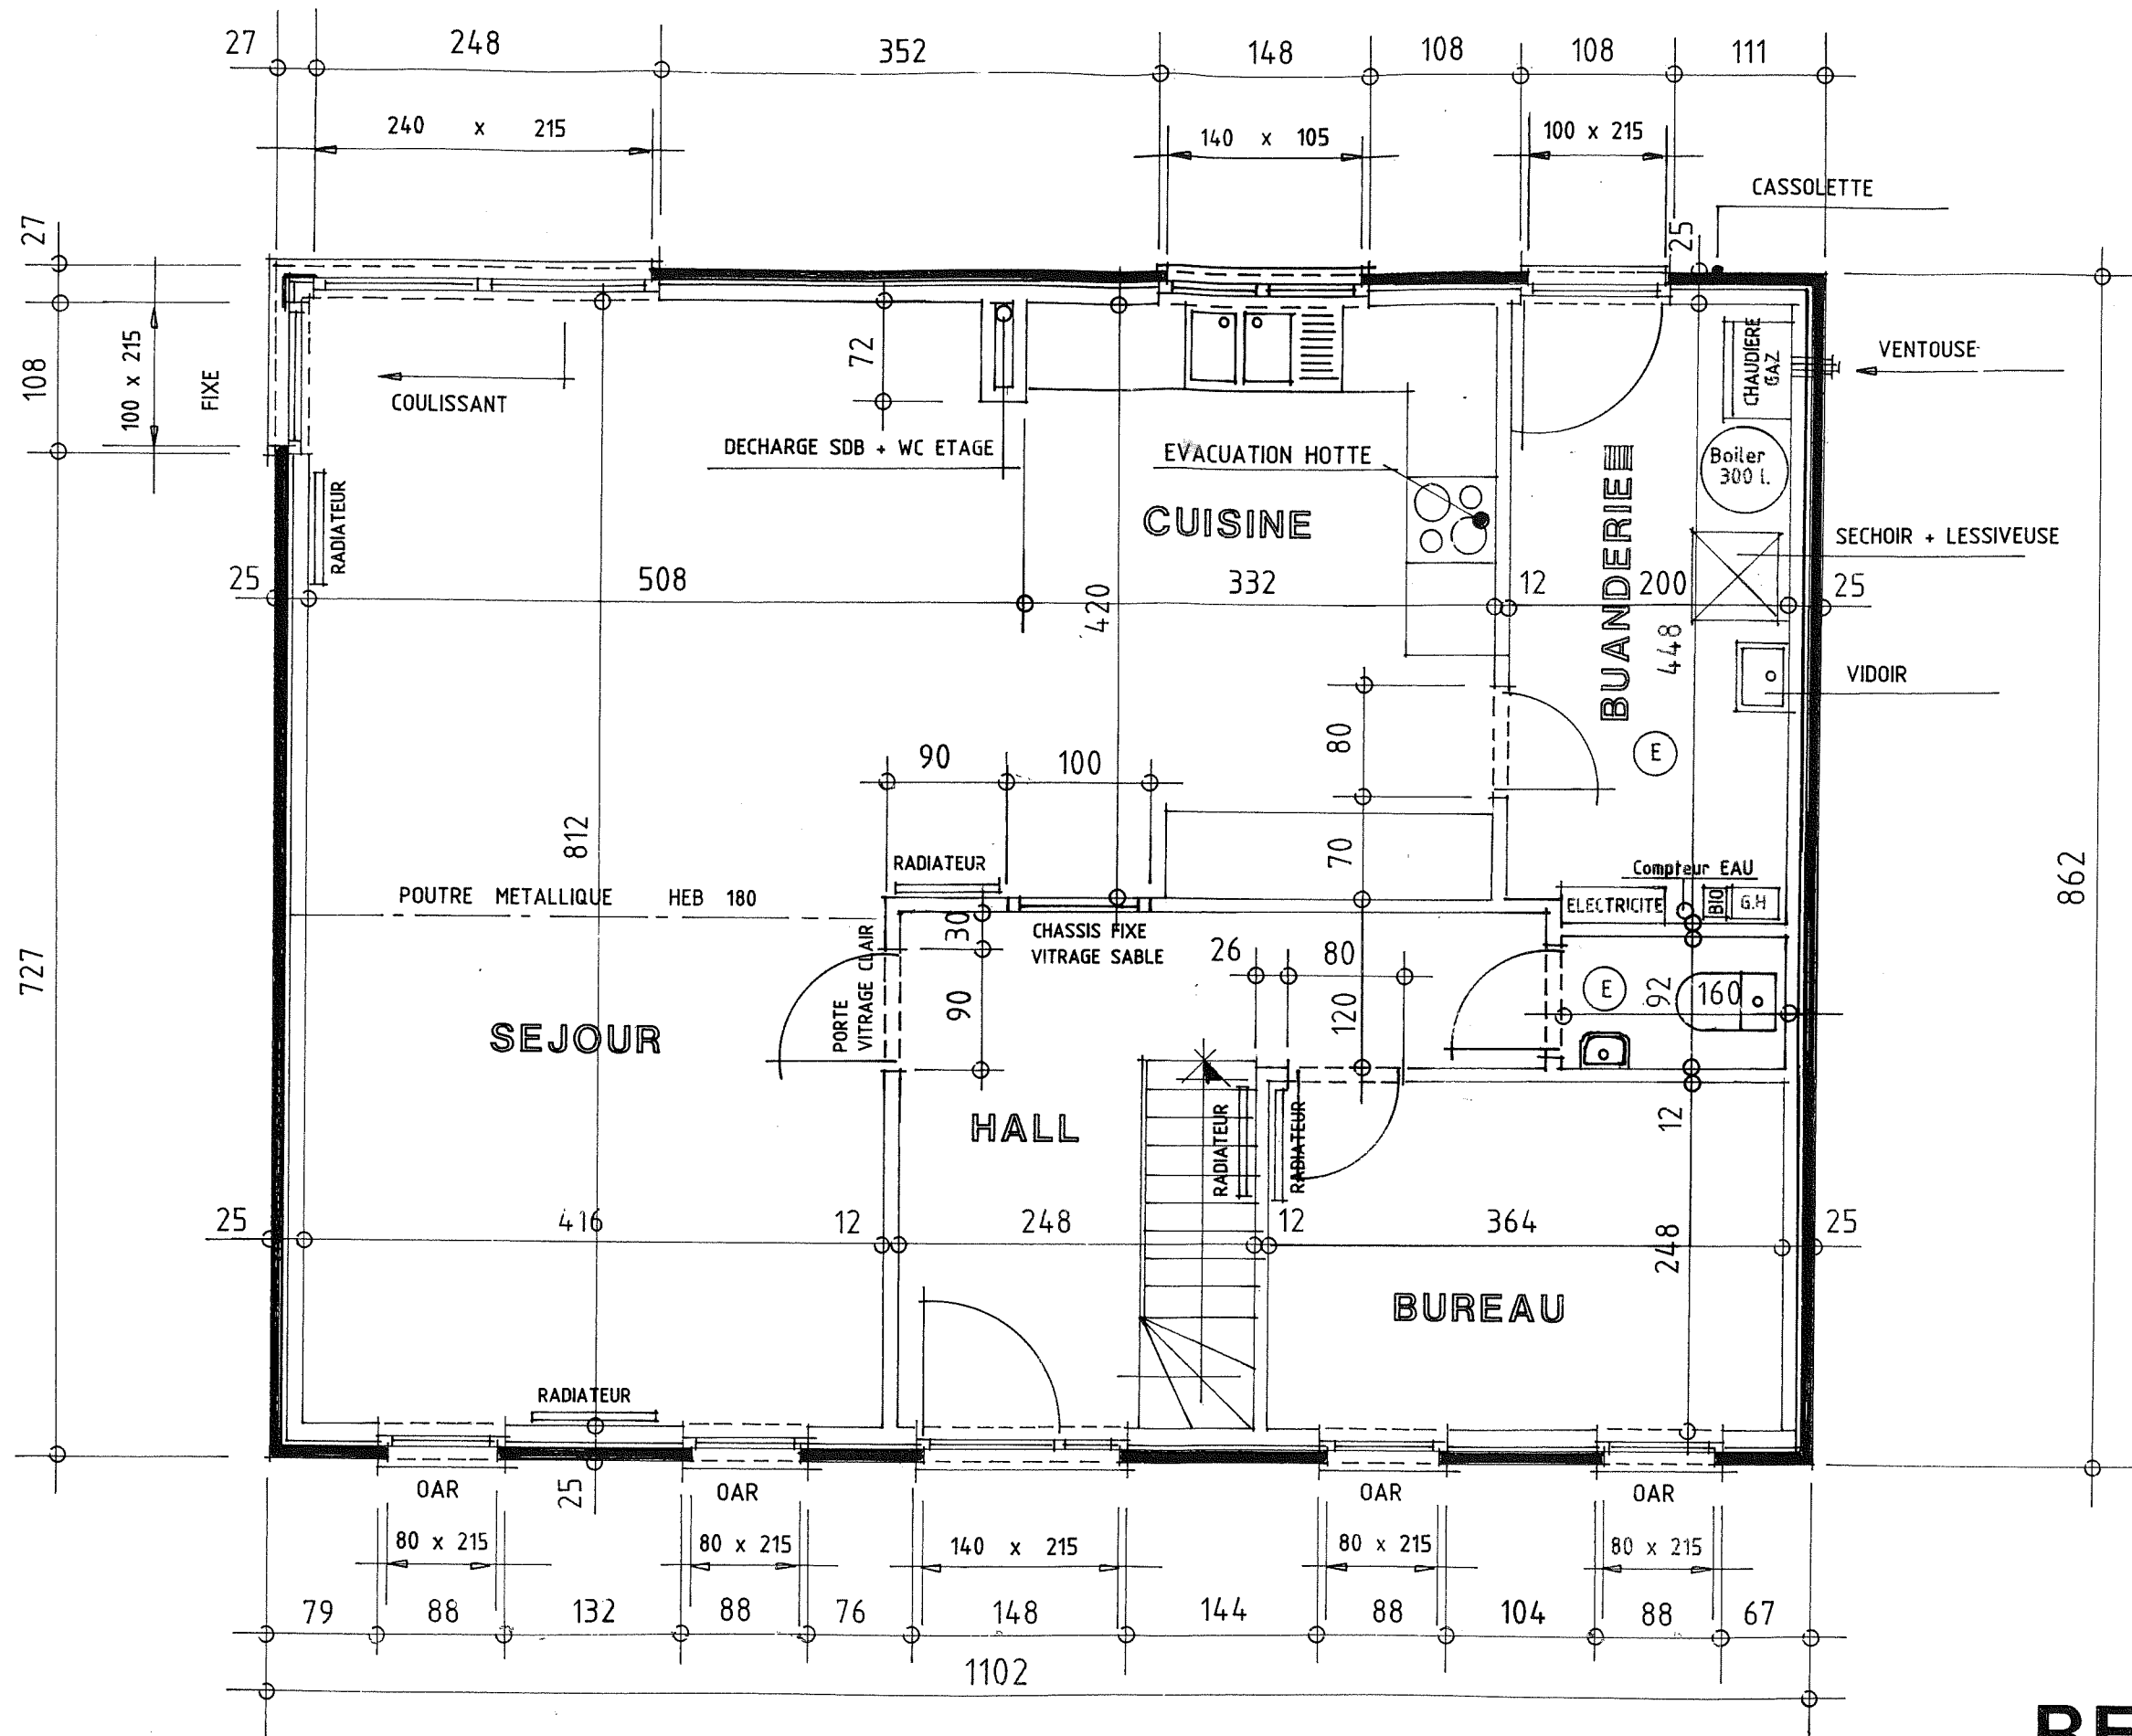 27 248 352 148 108 108 111
240 x 215
140 x 105
100 x 215
CASSOLETTE
27
25
108
100 x 215
FIXE
COULISSANT
72
CHAUDIERE
GAZ
VENTOUSE
DECHARGE SDB + WC ETAGE
EVACUATION HOTTE
Boiler
300 l.
RADIATEUR
CUISINE
BUANDERIE
SECHOIR + LESSIVEUSE
25 508 332 12 200 25
420
448
VIDOIR
80
E
90 100
812
70
RADIATEUR
Compteur EAU
862
POUTRE METALLIQUE HEB 180
ELECTRICITE
BIO
G.H
727
30
CHASSIS FIXE
VITRAGE SABLE
PORTE
VITRAGE CLAIR
26 80
90
120
E
92
160
SEJOUR
HALL
RADIATEUR
RADIATEUR
12
25 416 12 248 12 364 25
248
BUREAU
RADIATEUR
25
OAR OAR OAR OAR
80 x 215 80 x 215 140 x 215 80 x 215 80 x 215
79 88 132 88 76 148 144 88 104 88 67
1102